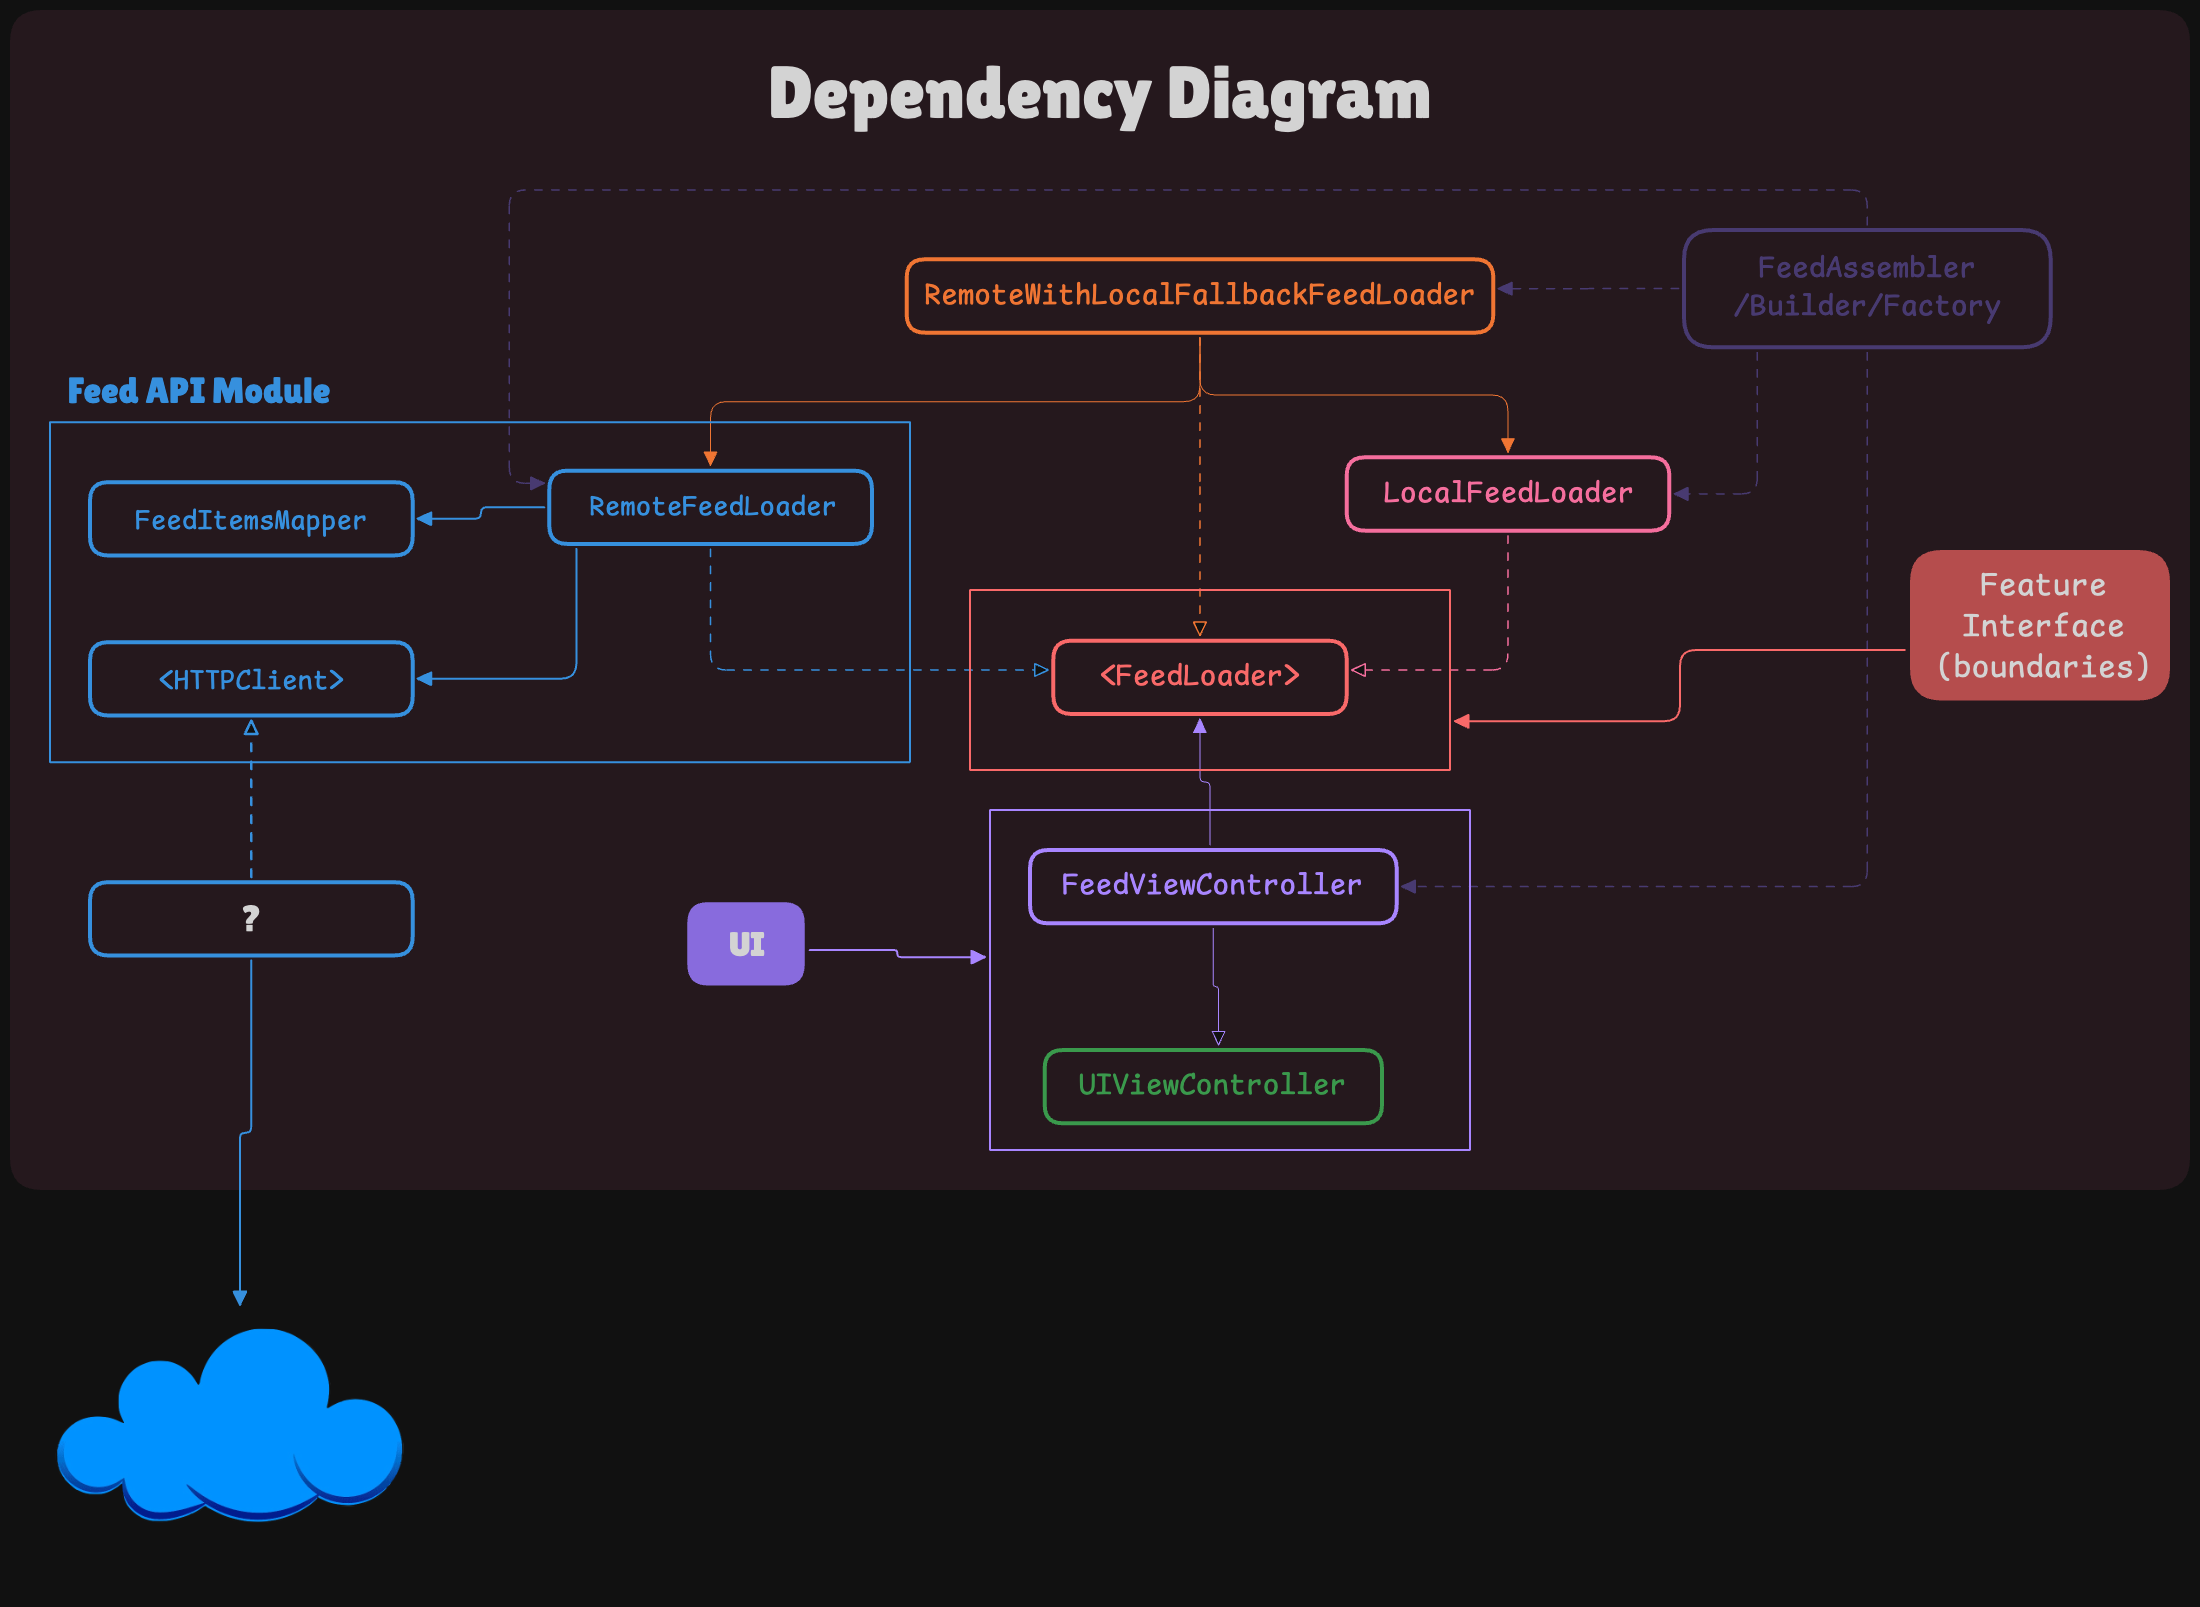 Dependency Diagram
FeedAssembler
/Builder/Factory
RemoteWithLocalFallbackFeedLoader
Feed API Module
FeedItemsMapper
RemoteFeedLoader
LocalFeedLoader
Feature
Interface
(boundaries)
<HTTPClient>
<FeedLoader>
?
UI
FeedViewController
UIViewController